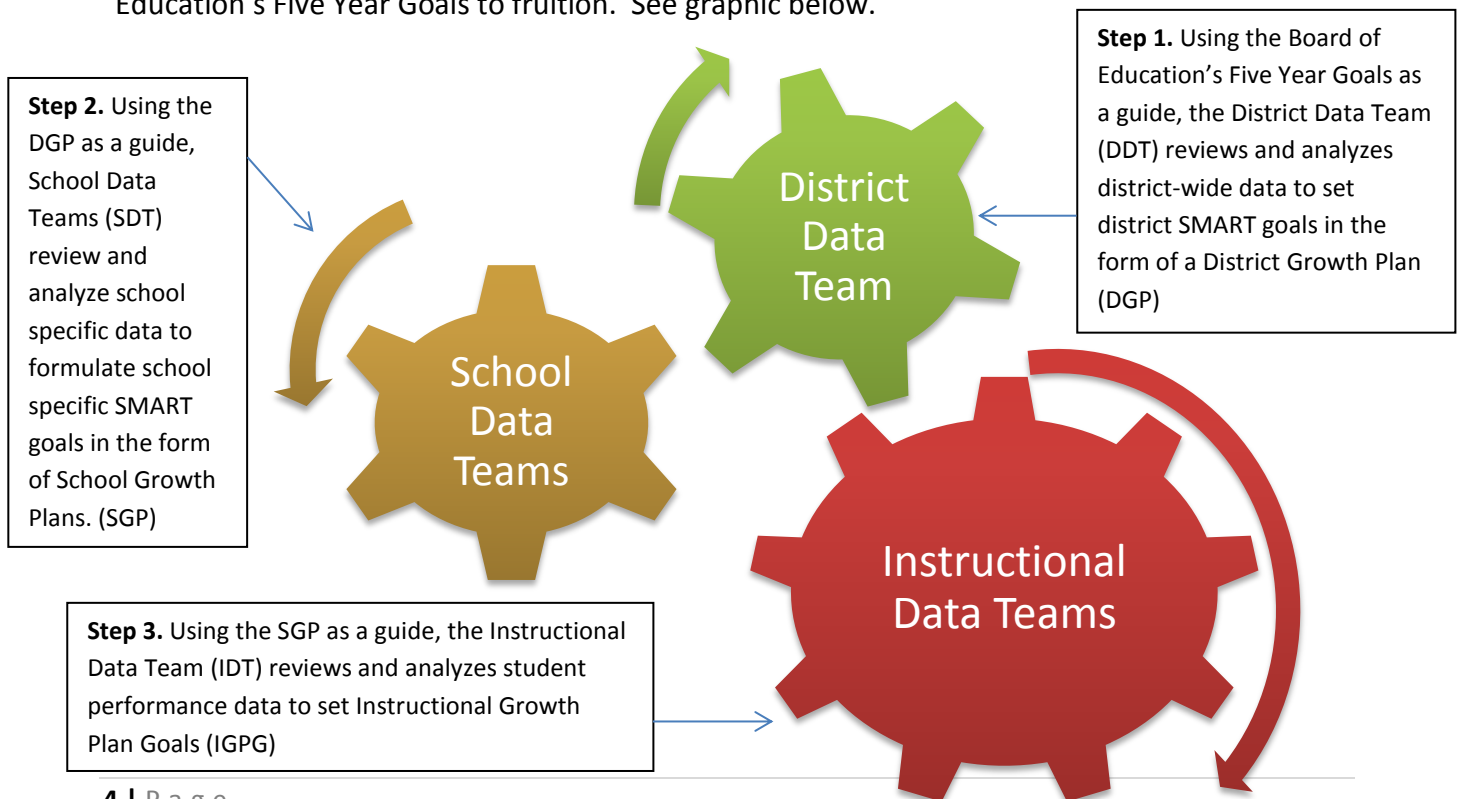 Education's Five Year Goals to fruition.  See graphic below.
Step 1. Using the Board of
Education's Five Year Goals as
a guide, the District Data Team
(DDT) reviews and analyzes
district-wide data to set
district SMART goals in the
form of a District Growth Plan
(DGP)
Step 2. Using the
DGP as a guide,
School Data
Teams (SDT)
review and
analyze school
specific data to
formulate school
specific SMART
goals in the form
of School Growth
Plans. (SGP)
District
Data
Team
School
Data
Teams
Instructional
Data Teams
Step 3. Using the SGP as a guide, the Instructional
Data Team (IDT) reviews and analyzes student
performance data to set Instructional Growth
Plan Goals (IGPG)
4 | P a g e